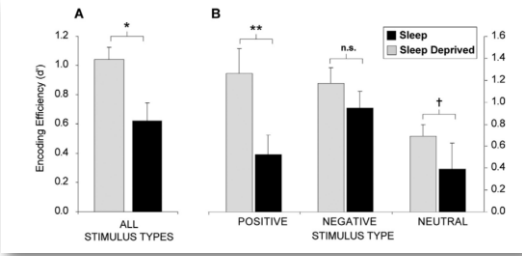 A
B
*
**
n.s.
†
Sleep
Sleep Deprived
Encoding Efficiency (d')
1.2
1.0
0.8
0.6
0.4
0.2
0.0
1.6
1.4
1.2
1.0
0.8
0.6
0.4
0.2
0.0
ALL
STIMULUS TYPES
POSITIVE NEGATIVE NEUTRAL
STIMULUS TYPE